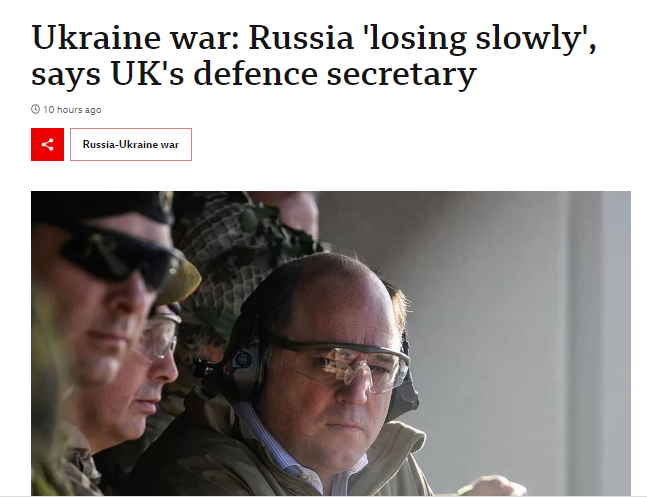 Ukraine war: Russia 'losing slowly',
says UK's defence secretary
10 hours ago
Russia-Ukraine war